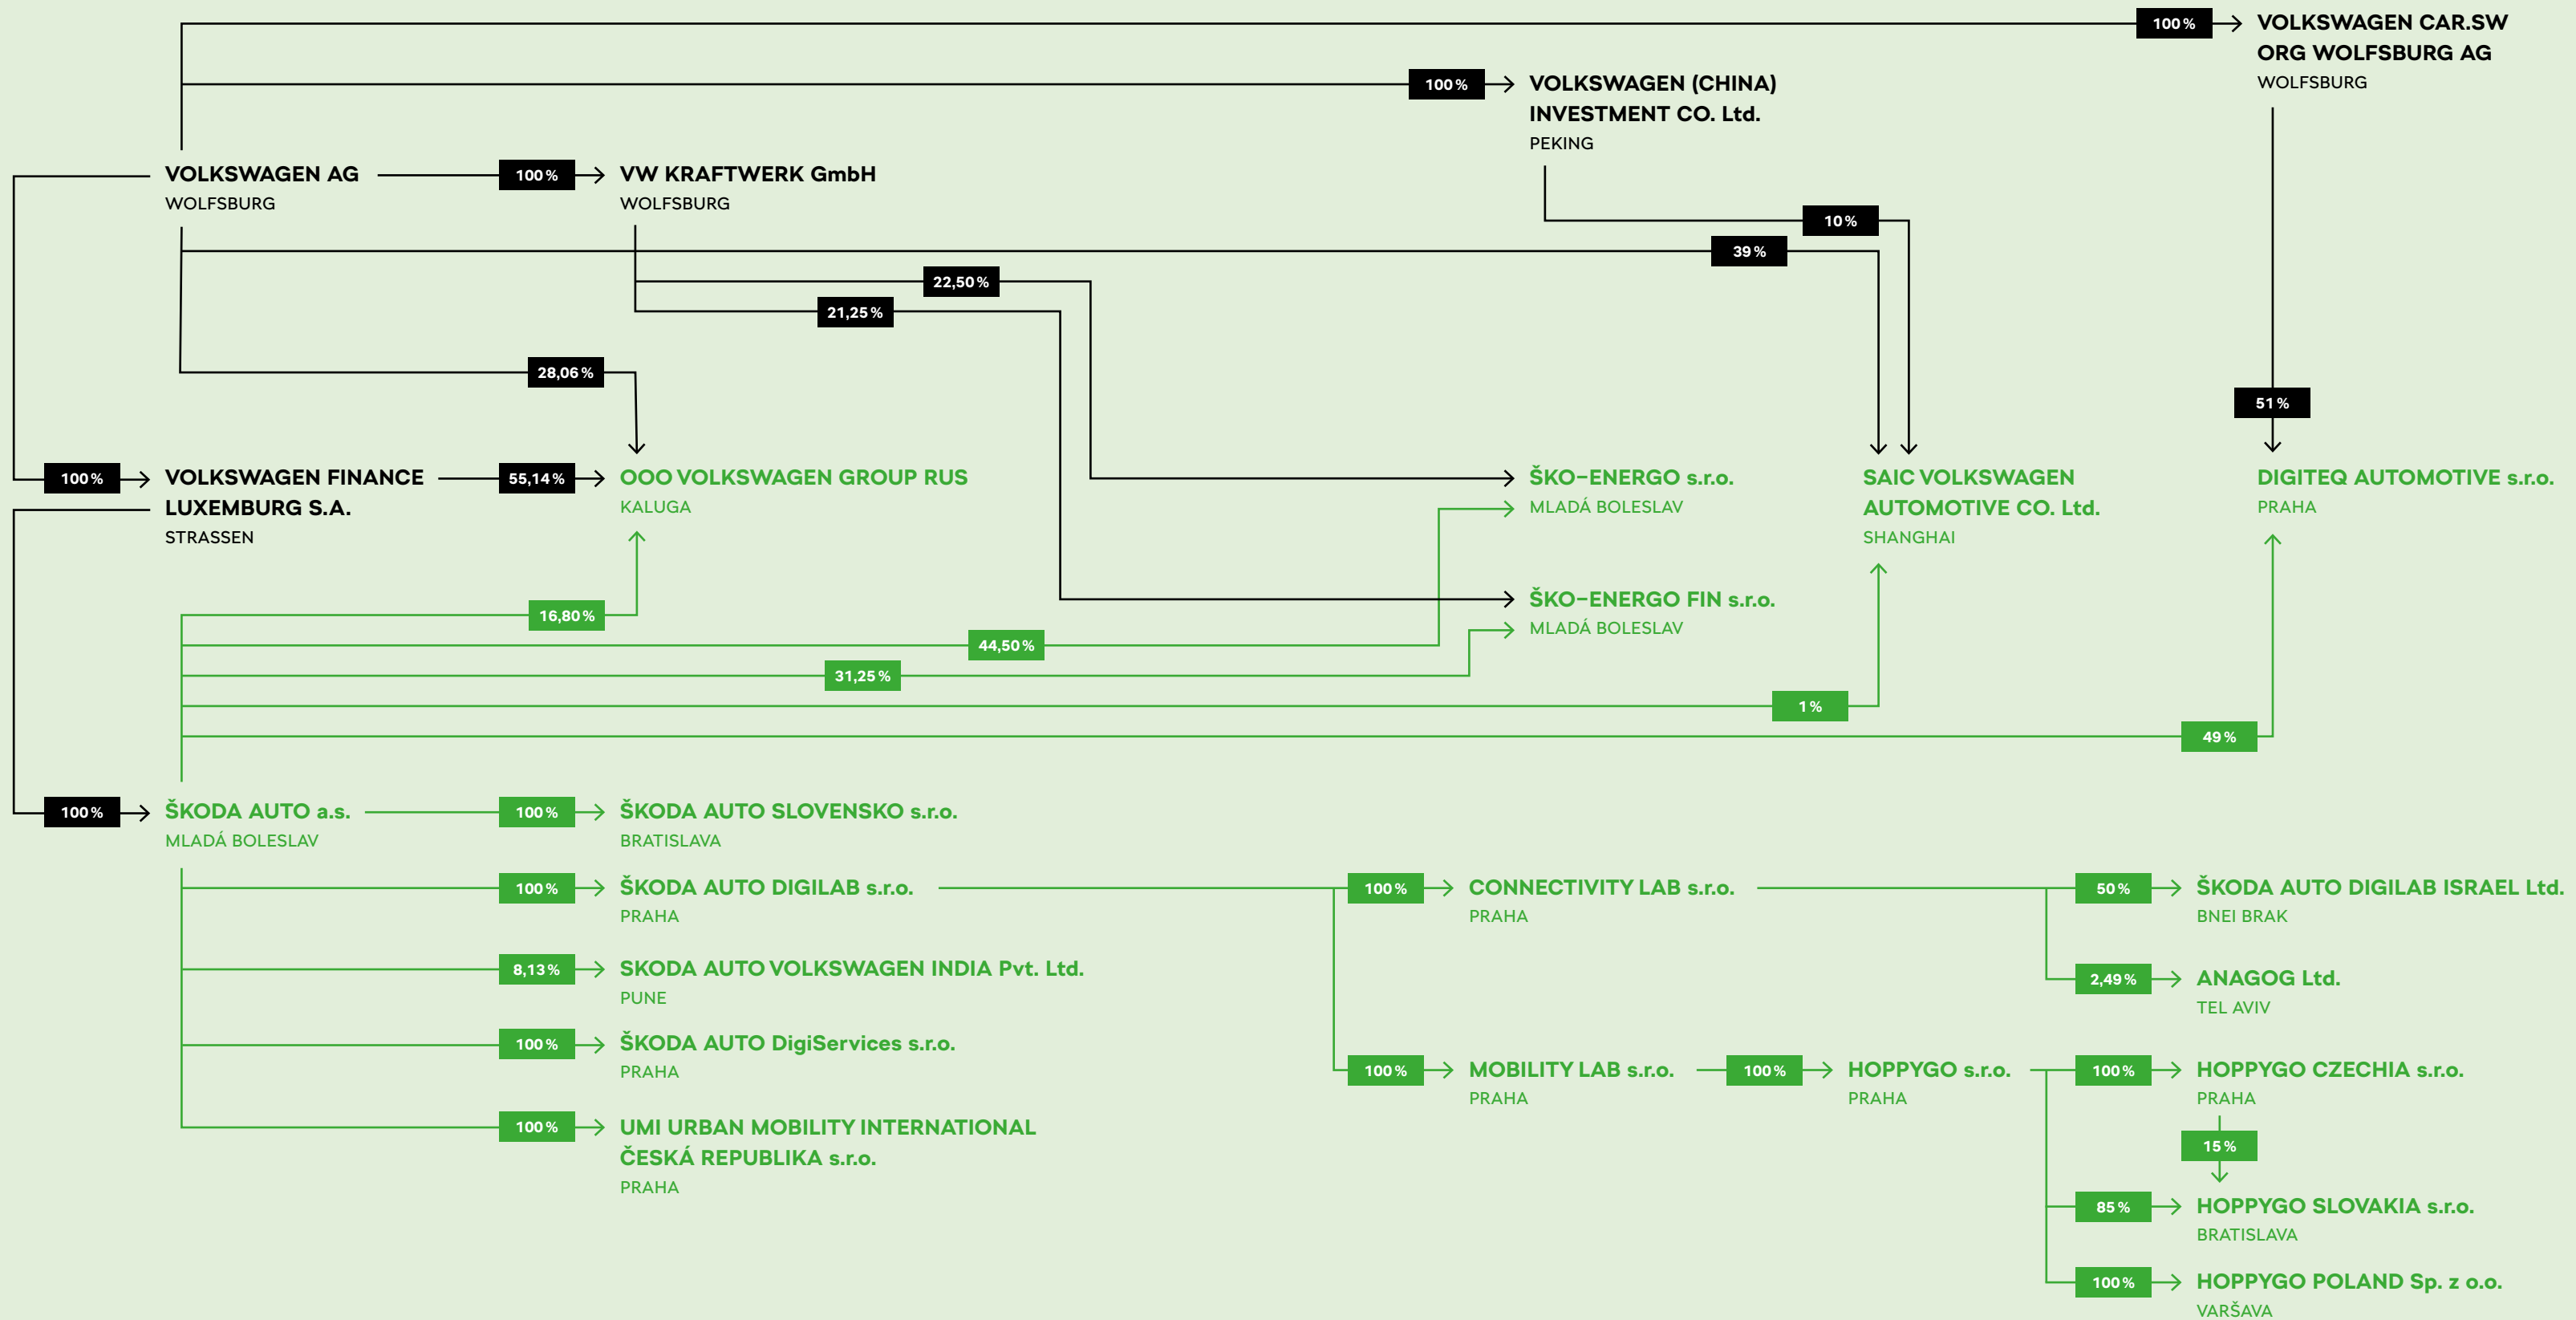 100 %
VOLKSWAGEN CAR.SW
ORG WOLFSBURG AG
WOLFSBURG
100 %
VOLKSWAGEN (CHINA)
INVESTMENT CO. Ltd.
PEKING
VOLKSWAGEN AG
WOLFSBURG
100 %
VW KRAFTWERK GmbH
WOLFSBURG
10 %
39 %
22,50 %
21,25 %
28,06 %
51 %
100 %
VOLKSWAGEN FINANCE
LUXEMBURG S.A.
STRASSEN
55,14 %
OOO VOLKSWAGEN GROUP RUS
KALUGA
ŠKO-ENERGO s.r.o.
MLADÁ BOLESLAV
SAIC VOLKSWAGEN
AUTOMOTIVE CO. Ltd.
SHANGHAI
DIGITEQ AUTOMOTIVE s.r.o.
PRAHA
ŠKO-ENERGO FIN s.r.o.
MLADÁ BOLESLAV
16,80 %
44,50 %
31,25 %
1 %
49 %
100 %
ŠKODA AUTO a.s.
MLADÁ BOLESLAV
100 %
ŠKODA AUTO SLOVENSKO s.r.o.
BRATISLAVA
100 %
ŠKODA AUTO DIGILAB s.r.o.
PRAHA
100 %
CONNECTIVITY LAB s.r.o.
PRAHA
50 %
ŠKODA AUTO DIGILAB ISRAEL Ltd.
BNEI BRAK
8,13 %
SKODA AUTO VOLKSWAGEN INDIA Pvt. Ltd.
PUNE
2,49 %
ANAGOG Ltd.
TEL AVIV
100 %
ŠKODA AUTO DigiServices s.r.o.
PRAHA
100 %
MOBILITY LAB s.r.o.
PRAHA
100 %
HOPPYGO s.r.o.
PRAHA
100 %
HOPPYGO CZECHIA s.r.o.
PRAHA
100 %
UMI URBAN MOBILITY INTERNATIONAL
ČESKÁ REPUBLIKA s.r.o.
PRAHA
15 %
85 %
HOPPYGO SLOVAKIA s.r.o.
BRATISLAVA
100 %
HOPPYGO POLAND Sp. z o.o.
VARŠAVA